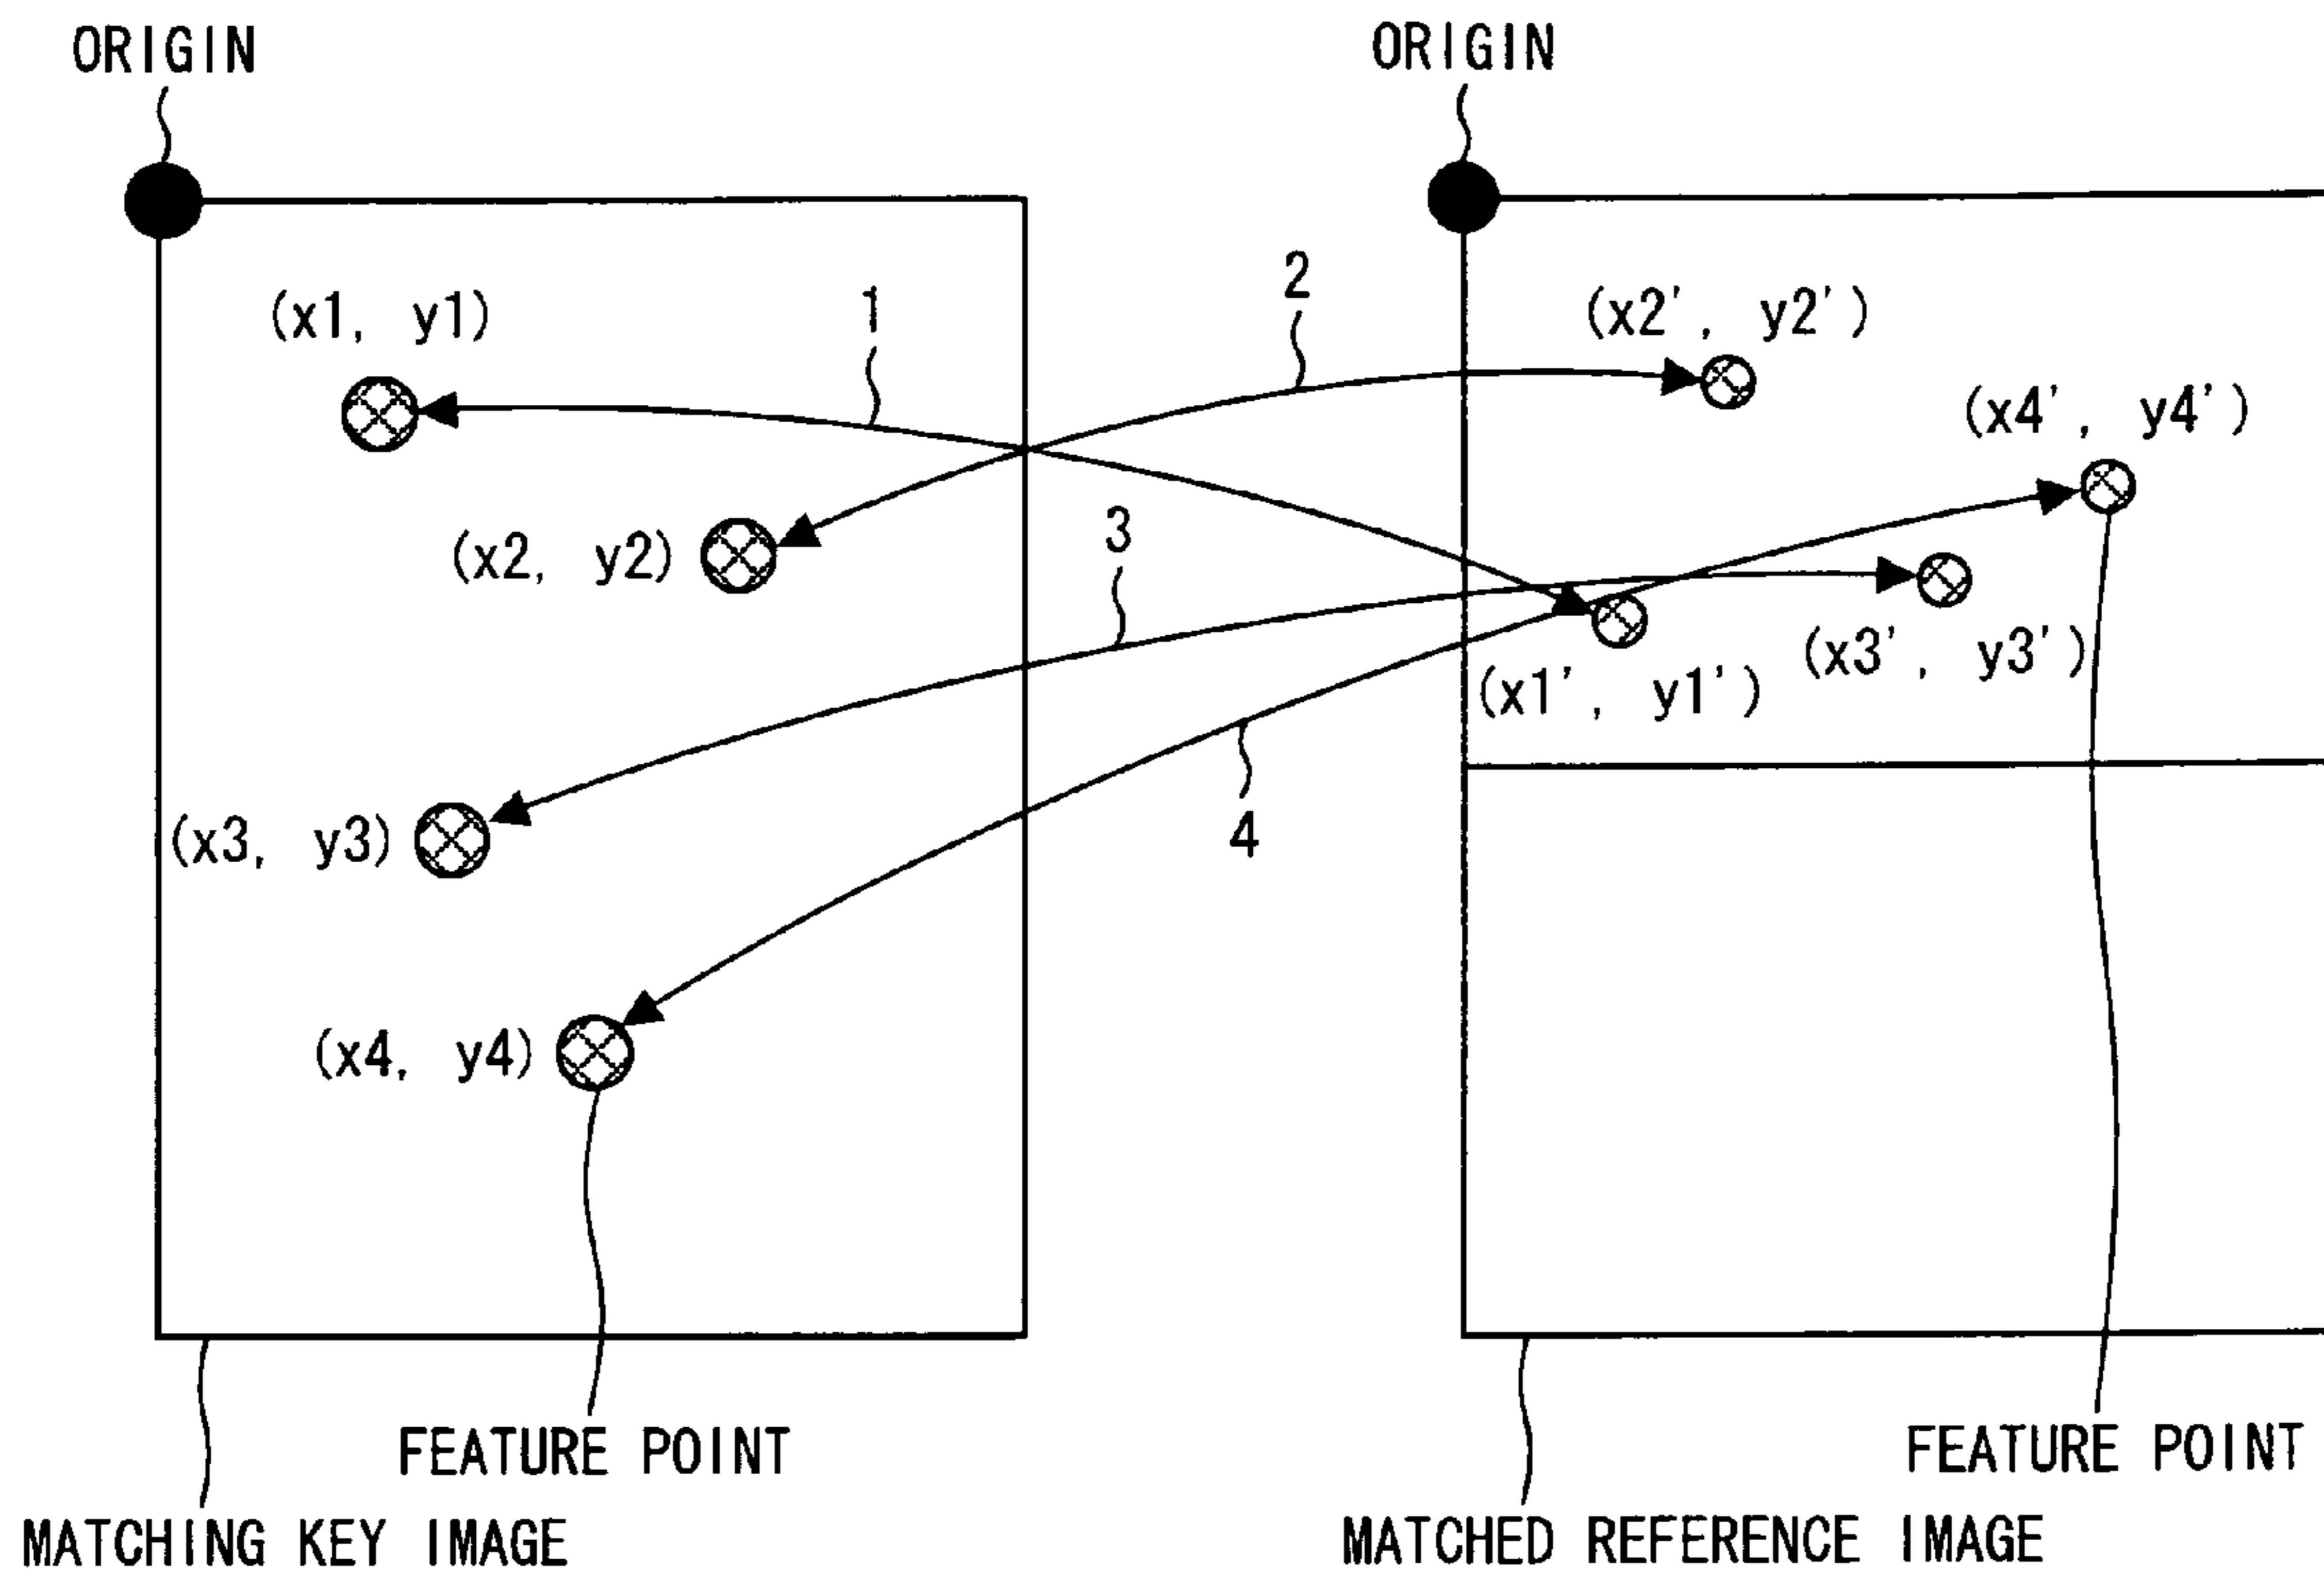 ORIGIN
ORIGIN
(x1, y1)
1
2
(x2', y2')
(x4', y4')
(x2, y2)
3
(x3', y3')
(x1', y1')
(x3, y3)
4
(x4, y4)
FEATURE POINT
FEATURE POINT
MATCHING KEY IMAGE
MATCHED REFERENCE IMAGE